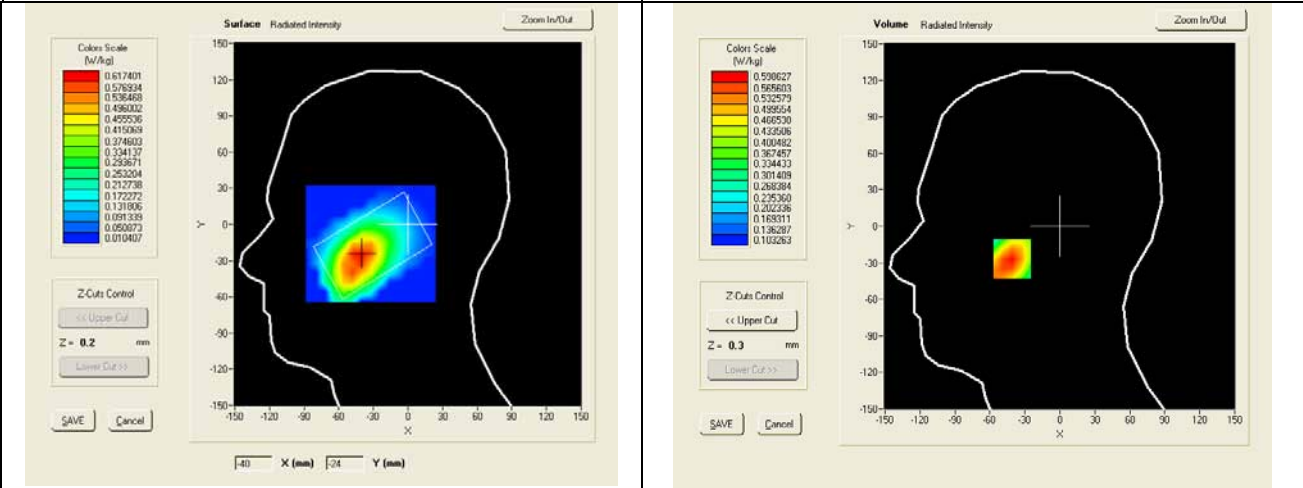 Surface Radiated Intensity
Zoom In/Out
Colors Scale
(W/kg)
0.617401
0.576934
0.536468
0.496002
0.455536
0.415069
0.374603
0.334137
0.293671
0.253204
0.212738
0.172272
0.131806
0.091339
0.050873
0.010407
Z-Cuts Control
<< Upper Cut
Z = 0.2 mm
Lower Cut >>
SAVE Cancel
150
120
90
60
30
0
-30
-60
-90
-120
-150
Y
-150 -120 -90 -60 -30 0 30 60 90 120 150
X
-40 X (mm) -24 Y (mm)
Volume Radiated Intensity
Zoom In/Out
Colors Scale
(W/kg)
0.598627
0.565603
0.532579
0.499554
0.466530
0.433506
0.400482
0.367457
0.334433
0.301409
0.268384
0.235360
0.202336
0.169311
0.136287
0.103263
Z-Cuts Control
<< Upper Cut
Z = 0.3 mm
Lower Cut >>
SAVE Cancel
150
120
90
60
30
0
-30
-60
-90
-120
-150
Y
-150 -120 -90 -60 -30 0 30 60 90 120 150
X